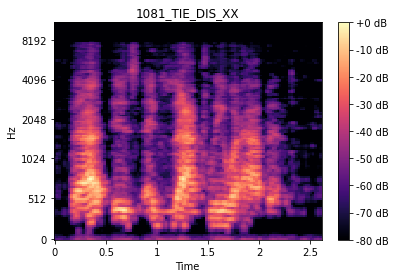 1081_TIE_DIS_XX
+0 dB
8192
-10 dB
4096
-20 dB
-30 dB
2048
Hz
-40 dB
1024
-50 dB
512
-60 dB
-70 dB
0
-80 dB
0 0.5 1 1.5 2 2.5
Time